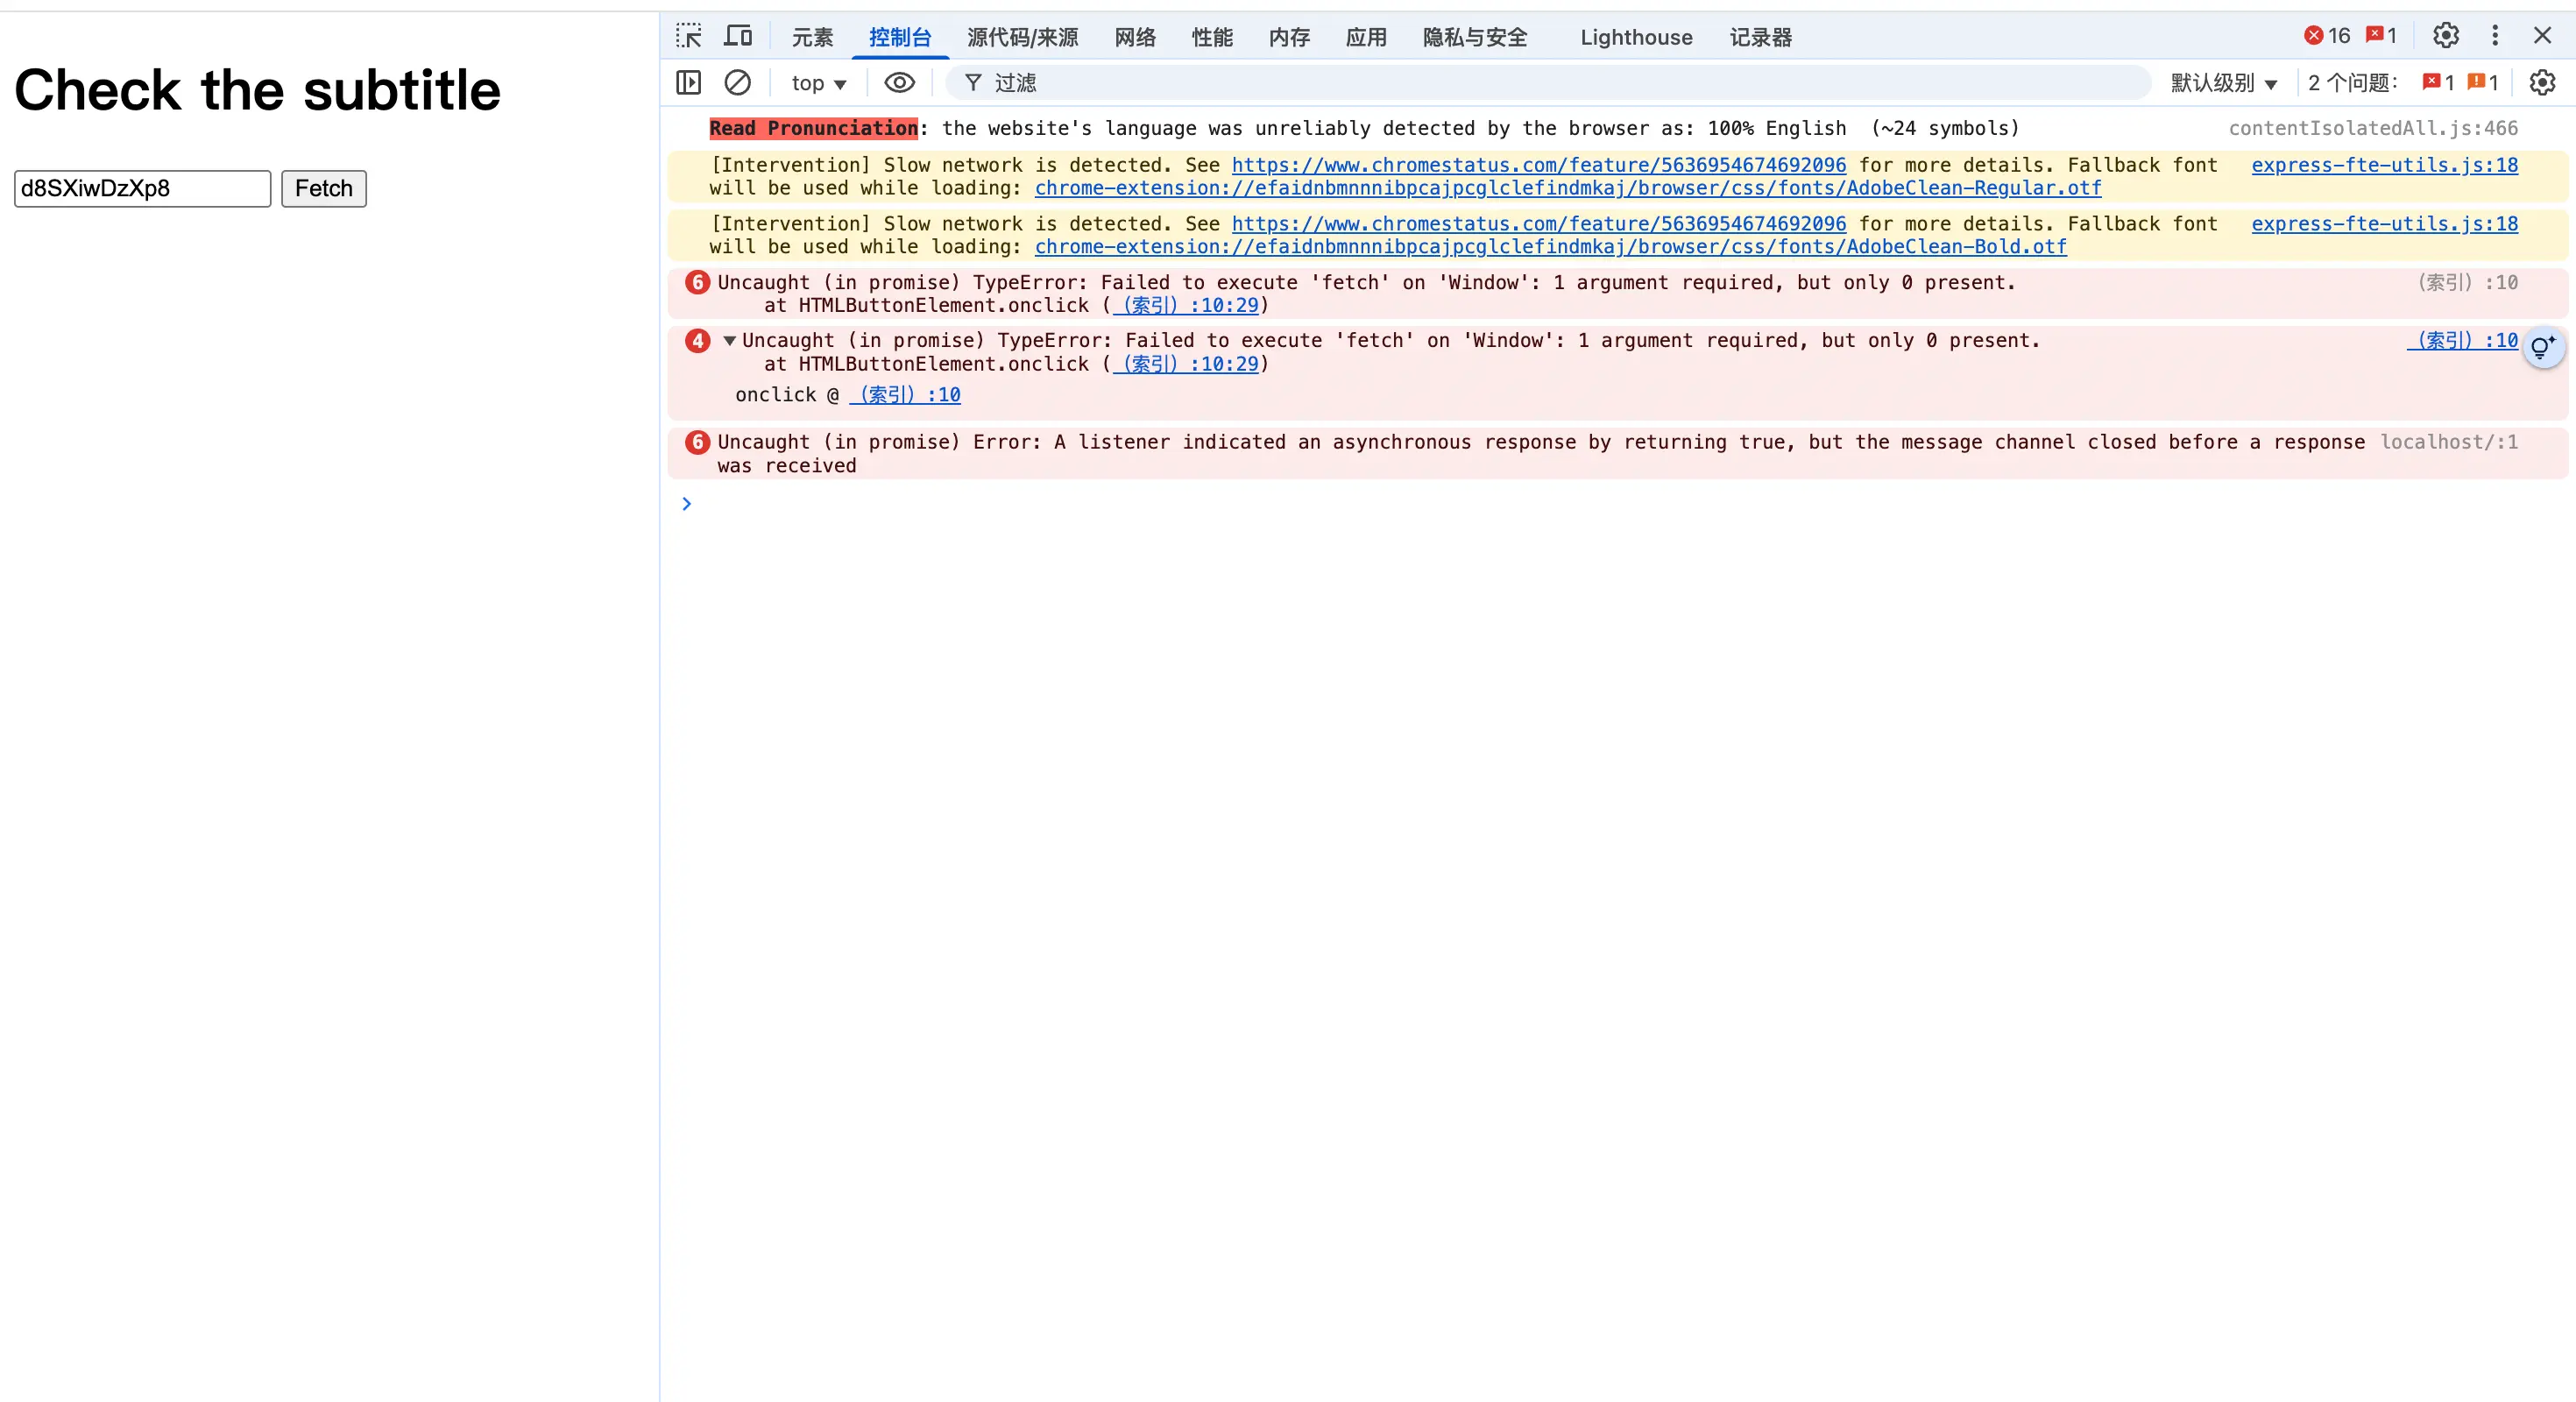 Check the subtitle
d8SXiwDzXp8 Fetch
元素 控制台 源代码/来源 网络 性能 内存 应用 隐私与安全 Lighthouse 记录器 16 1
top 过滤 默认级别 2 个问题: 1 1
Read Pronunciation: the website's language was unreliably detected by the browser as: 100% English (~24 symbols) contentIsolatedAll.js:466
[Intervention] Slow network is detected. See https://www.chromestatus.com/feature/5636954674692096 for more details. Fallback font express-fte-utils.js:18
will be used while loading: chrome-extension://efaidnbmnnnibpcajpcglclefindmkaj/browser/css/fonts/AdobeClean-Regular.otf
[Intervention] Slow network is detected. See https://www.chromestatus.com/feature/5636954674692096 for more details. Fallback font express-fte-utils.js:18
will be used while loading: chrome-extension://efaidnbmnnnibpcajpcglclefindmkaj/browser/css/fonts/AdobeClean-Bold.otf
6 Uncaught (in promise) TypeError: Failed to execute 'fetch' on 'Window': 1 argument required, but only 0 present. （索引）:10
at HTMLButtonElement.onclick (（索引）:10:29)
4 Uncaught (in promise) TypeError: Failed to execute 'fetch' on 'Window': 1 argument required, but only 0 present. （索引）:10
at HTMLButtonElement.onclick (（索引）:10:29)
onclick @ （索引）:10
6 Uncaught (in promise) Error: A listener indicated an asynchronous response by returning true, but the message channel closed before a response localhost/:1
was received